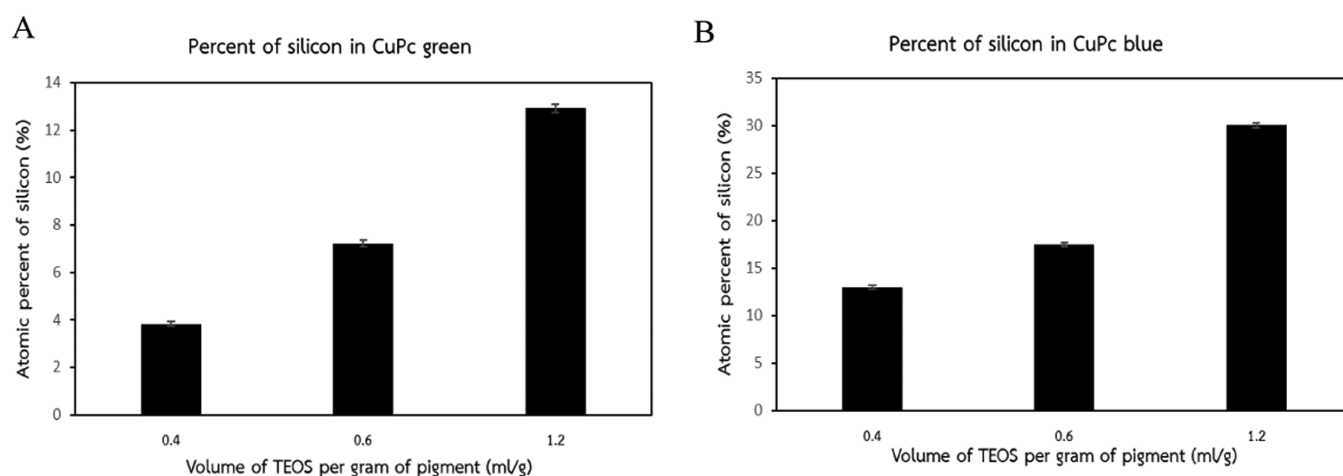 A
Percent of silicon in CuPc green
Atomic percent of silicon (%)
14
12
10
8
6
4
2
0
0.4 0.6 1.2
Volume of TEOS per gram of pigment (ml/g)
B
Percent of silicon in CuPc blue
Atomic percent of silicon (%)
35
30
25
20
15
10
5
0
0.4 0.6 1.2
Volume of TEOS per gram of pigment (ml/g)